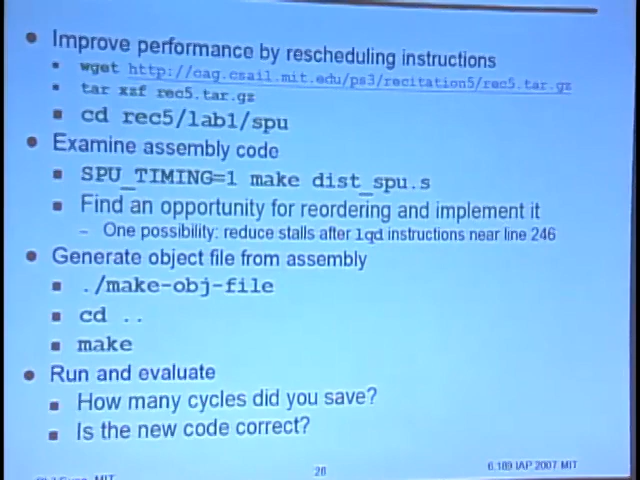 Improve performance by rescheduling instructions
wget http://cag.csail.mit.edu/ps3/recitation5/rec5.tar.gz
tar xzf rec5.tar.gz
cd rec5/lab1/spu
Examine assembly code
SPU_TIMING=1 make dist_spu.s
Find an opportunity for reordering and implement it
– One possibility: reduce stalls after lqd instructions near line 246
Generate object file from assembly
./make-obj-file
cd ..
make
Run and evaluate
How many cycles did you save?
Is the new code correct?
MIT
28
6.189 IAP 2007 MIT